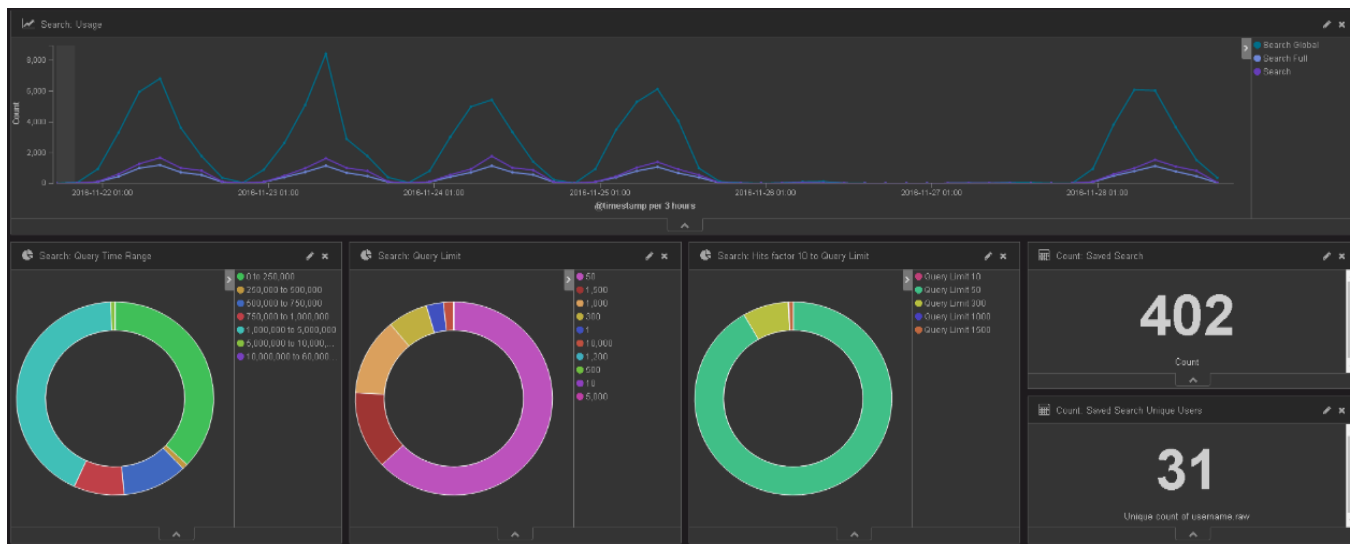 Search: Usage
8,000
6,000
4,000
2,000
0
Count
2016-11-22 01:00
2016-11-23 01:00
2016-11-24 01:00
2016-11-25 01:00
2016-11-26 01:00
2016-11-27 01:00
2016-11-28 01:00
@timestamp per 3 hours
Search Global
Search Full
Search
Search: Query Time Range
0 to 250,000
250,000 to 500,000
500,000 to 750,000
750,000 to 1,000,000
1,000,000 to 5,000,000
5,000,000 to 10,000,...
10,000,000 to 60,000
Search: Query Limit
50
1,500
1,000
300
1
10,000
1,200
500
10
5,000
Search: Hits factor 10 to Query Limit
Query Limit 10
Query Limit 50
Query Limit 300
Query Limit 1000
Query Limit 1500
Count: Saved Search
402
Count
Count: Saved Search Unique Users
31
Unique count of username.raw